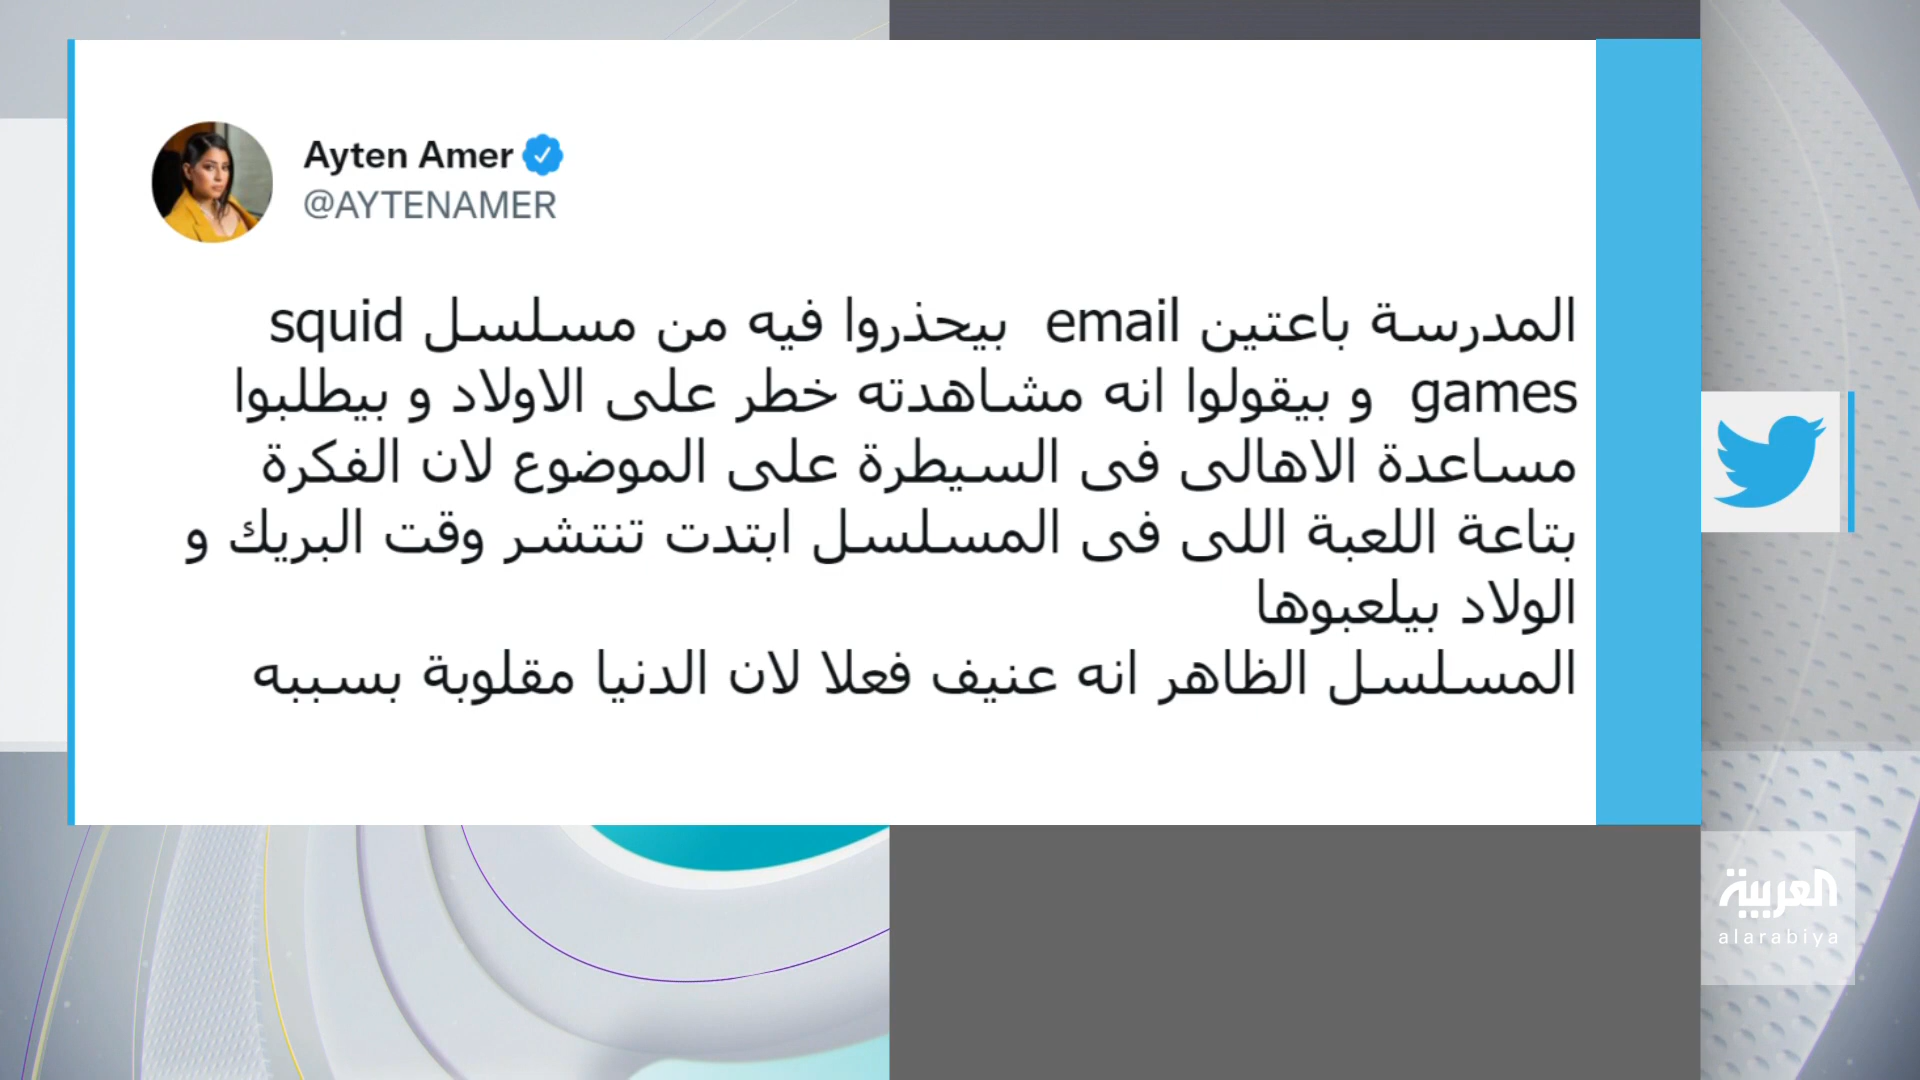 Ayten Amer
@AYTENAMER
المدرسة باعتين email بيحذروا فيه من مسلسل squid
games و بيقولوا انه مشاهدته خطر على الاولاد و بيطلبوا
مساعدة الاهالى فى السيطرة على الموضوع لان الفكرة
بتاعة اللعبة اللى فى المسلسل ابتدت تنتشر وقت البريك و
الولاد بيلعبوها
المسلسل الظاهر انه عنيف فعلا لان الدنيا مقلوبة بسببه
العربية
alarabiya